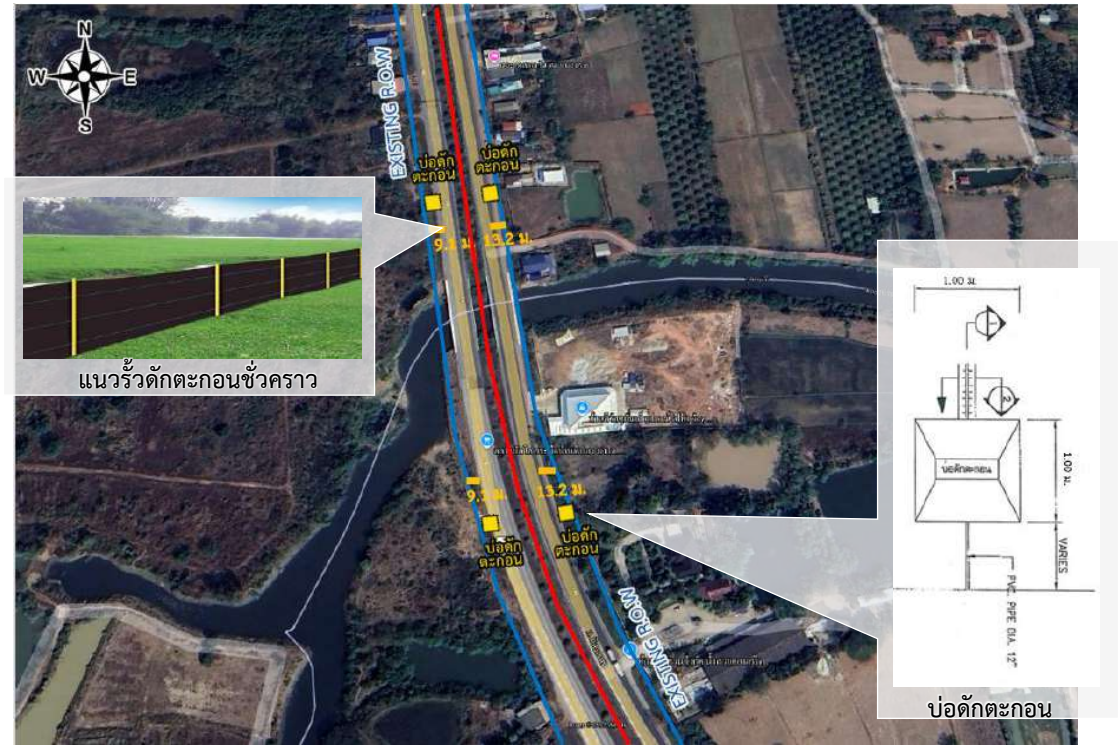 N
W
E
S
EXISTING R.O.W
บ่อดัก
ตะกอน
บ่อดัก
ตะกอน
9.1 ม.
13.2 ม.
แนวรั้วดักตะกอนชั่วคราว
9.1 ม.
13.2 ม.
บ่อดัก
ตะกอน
บ่อดัก
ตะกอน
EXISTING R.O.W
1.00 ม.
1
2
บ่อดักตะกอน
1.00 ม.
VARIES
PVC. PIPE DIA. 12"
บ่อดักตะกอน